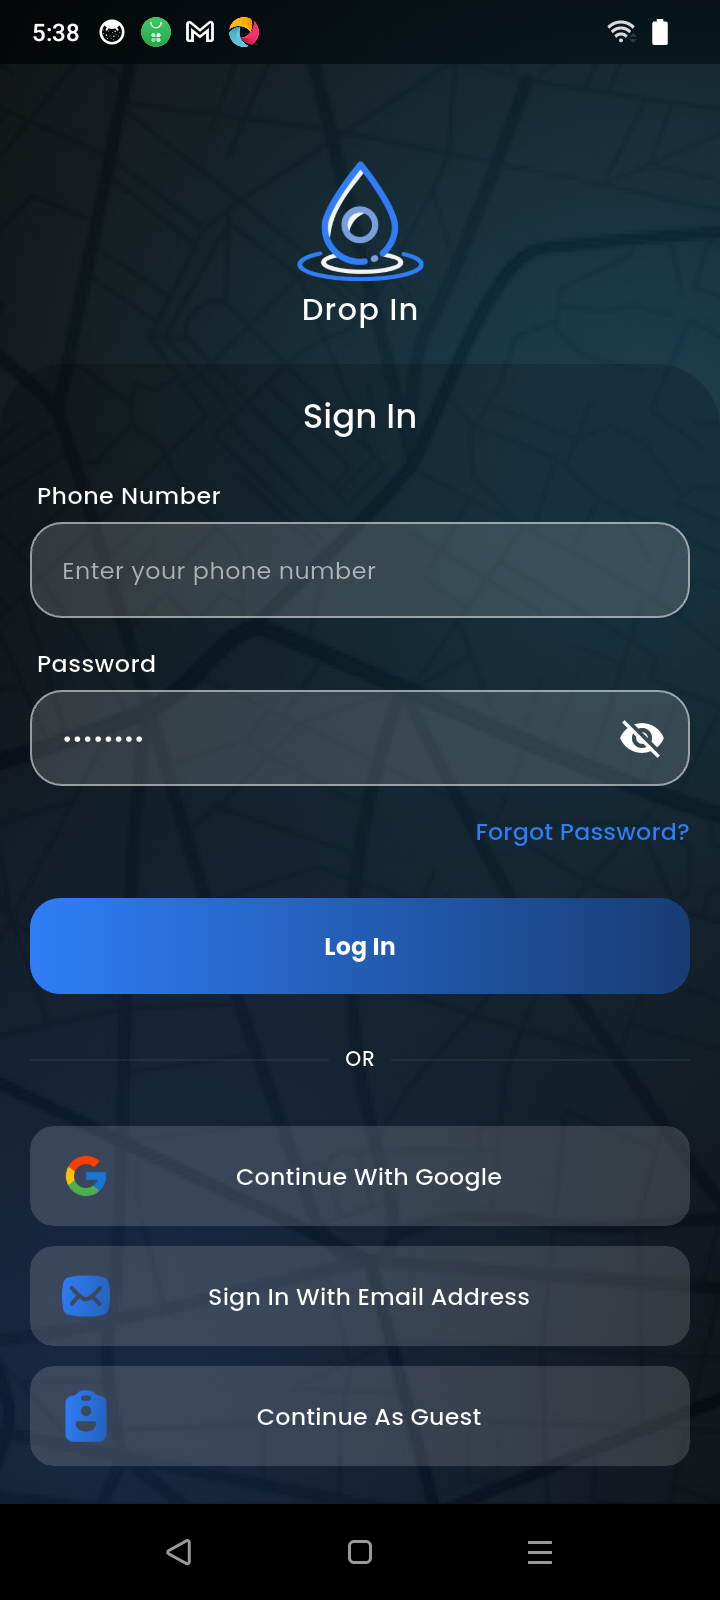 5:38
Drop In
Sign In
Phone Number
Enter your phone number
Password
••••••••
Forgot Password?
Log In
OR
Continue With Google
Sign In With Email Address
Continue As Guest